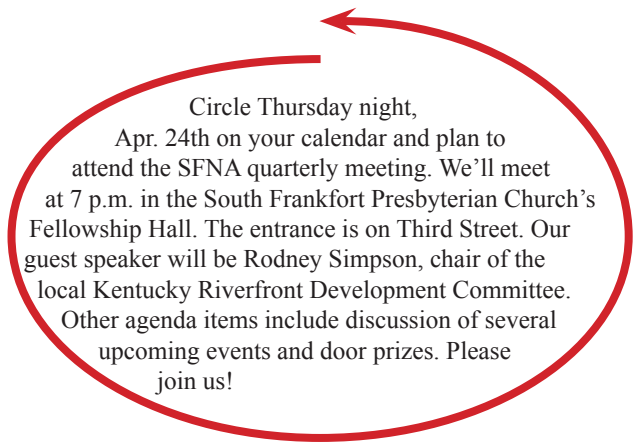 Circle Thursday night,
Apr. 24th on your calendar and plan to
attend the SFNA quarterly meeting. We’ll meet
at 7 p.m. in the South Frankfort Presbyterian Church’s
Fellowship Hall. The entrance is on Third Street. Our
guest speaker will be Rodney Simpson, chair of the
local Kentucky Riverfront Development Committee.
Other agenda items include discussion of several
upcoming events and door prizes. Please
join us!